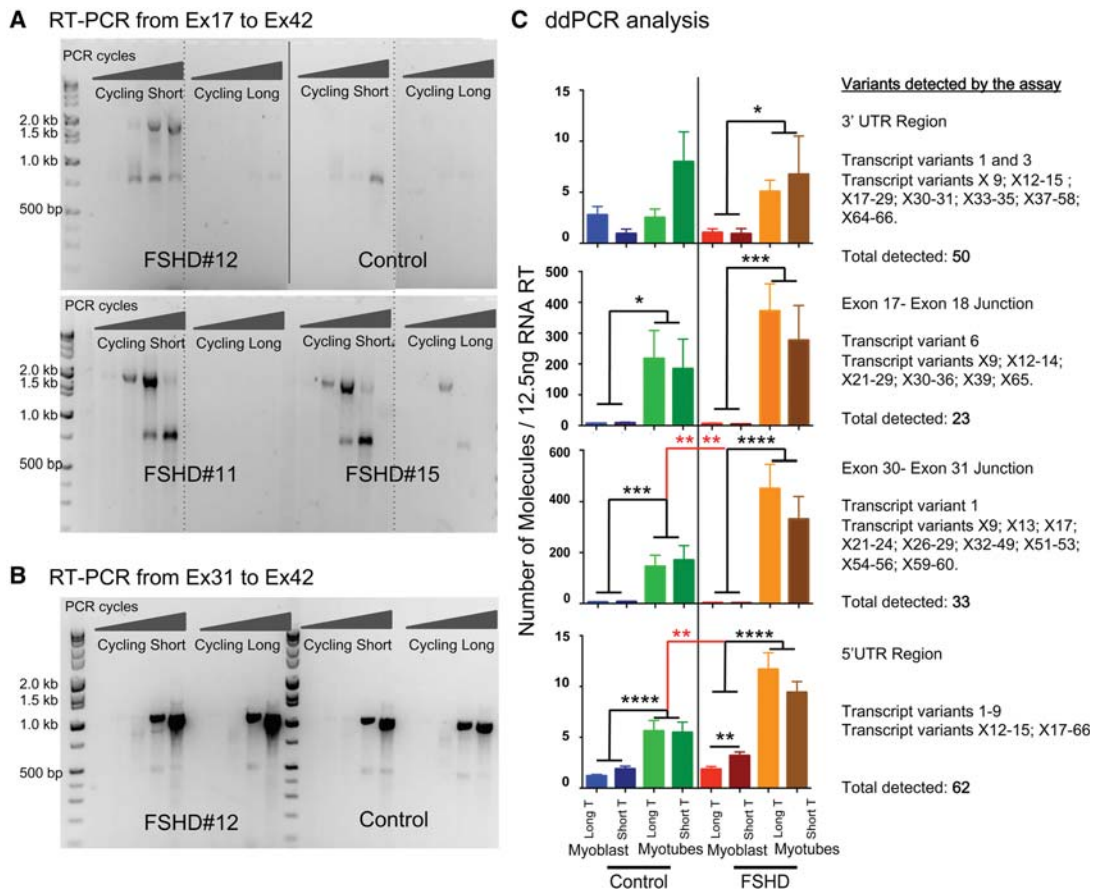 A RT-PCR from Ex17 to Ex42
PCR cycles
Cycling Short
Cycling Long
Cycling Short
Cycling Long
2.0 kb
1.5 kb
1.0 kb
500 bp
FSHD#12
Control
Cycling Short
Cycling Long
Cycling Short
Cycling Long
2.0 kb
1.5 kb
1.0 kb
500 bp
FSHD#11
FSHD#15
B RT-PCR from Ex31 to Ex42
PCR cycles
Cycling Short
Cycling Long
Cycling Short
Cycling Long
2.0 kb
1.5 kb
1.0 kb
500 bp
FSHD#12
Control
C ddPCR analysis
Number of Molecules / 12.5ng RNA RT
15
10
5
0
*
Variants detected by the assay
3' UTR Region
Transcript variants 1 and 3
Transcript variants X 9; X12-15 ;
X17-29; X30-31; X33-35; X37-58;
X64-66.
Total detected: 50
500
400
300
200
100
0
*
***
Exon 17- Exon 18 Junction
Transcript variant 6
Transcript variants X9; X12-14;
X21-29; X30-36; X39; X65.
Total detected: 23
600
400
200
0
***
** **
****
Exon 30- Exon 31 Junction
Transcript variant 1
Transcript variants X9; X13; X17;
X21-24; X26-29; X32-49; X51-53;
X54-56; X59-60.
Total detected: 33
15
10
5
0
****
**
**
****
5'UTR Region
Transcript variants 1-9
Transcript variants X12-15; X17-66
Total detected: 62
Long T
Short T
Long T
Short T
Long T
Short T
Long T
Short T
Myoblast Myotubes Myoblast Myotubes
Control
FSHD